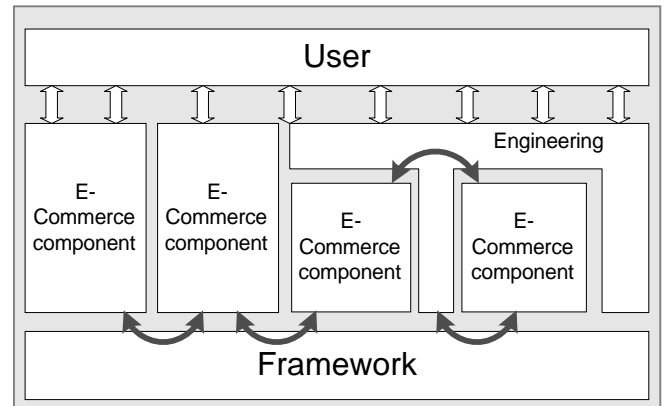 User
Engineering
E-
Commerce
component
E-
Commerce
component
E-
Commerce
component
E-
Commerce
component
Framework